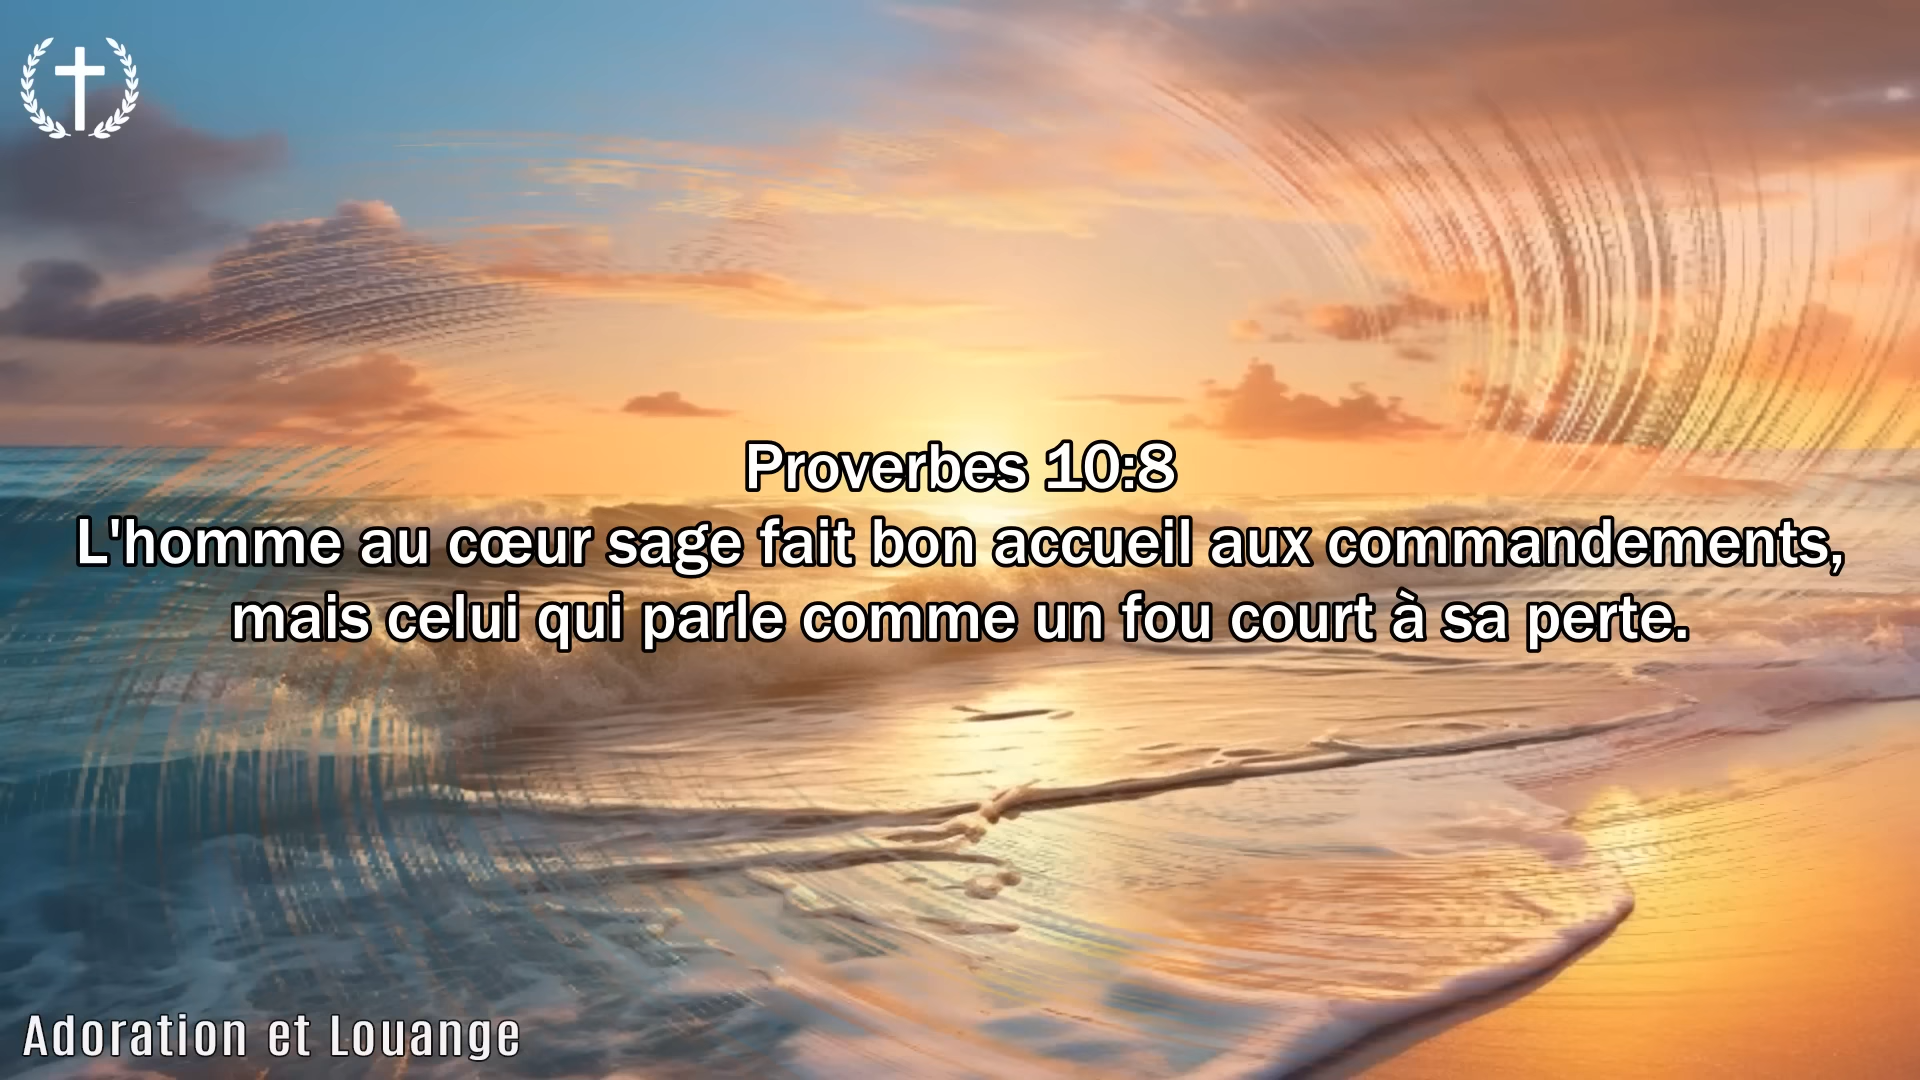 Proverbes 10:8
L'homme au cœur sage fait bon accueil aux commandements,
mais celui qui parle comme un fou court à sa perte.
Adoration et Louange